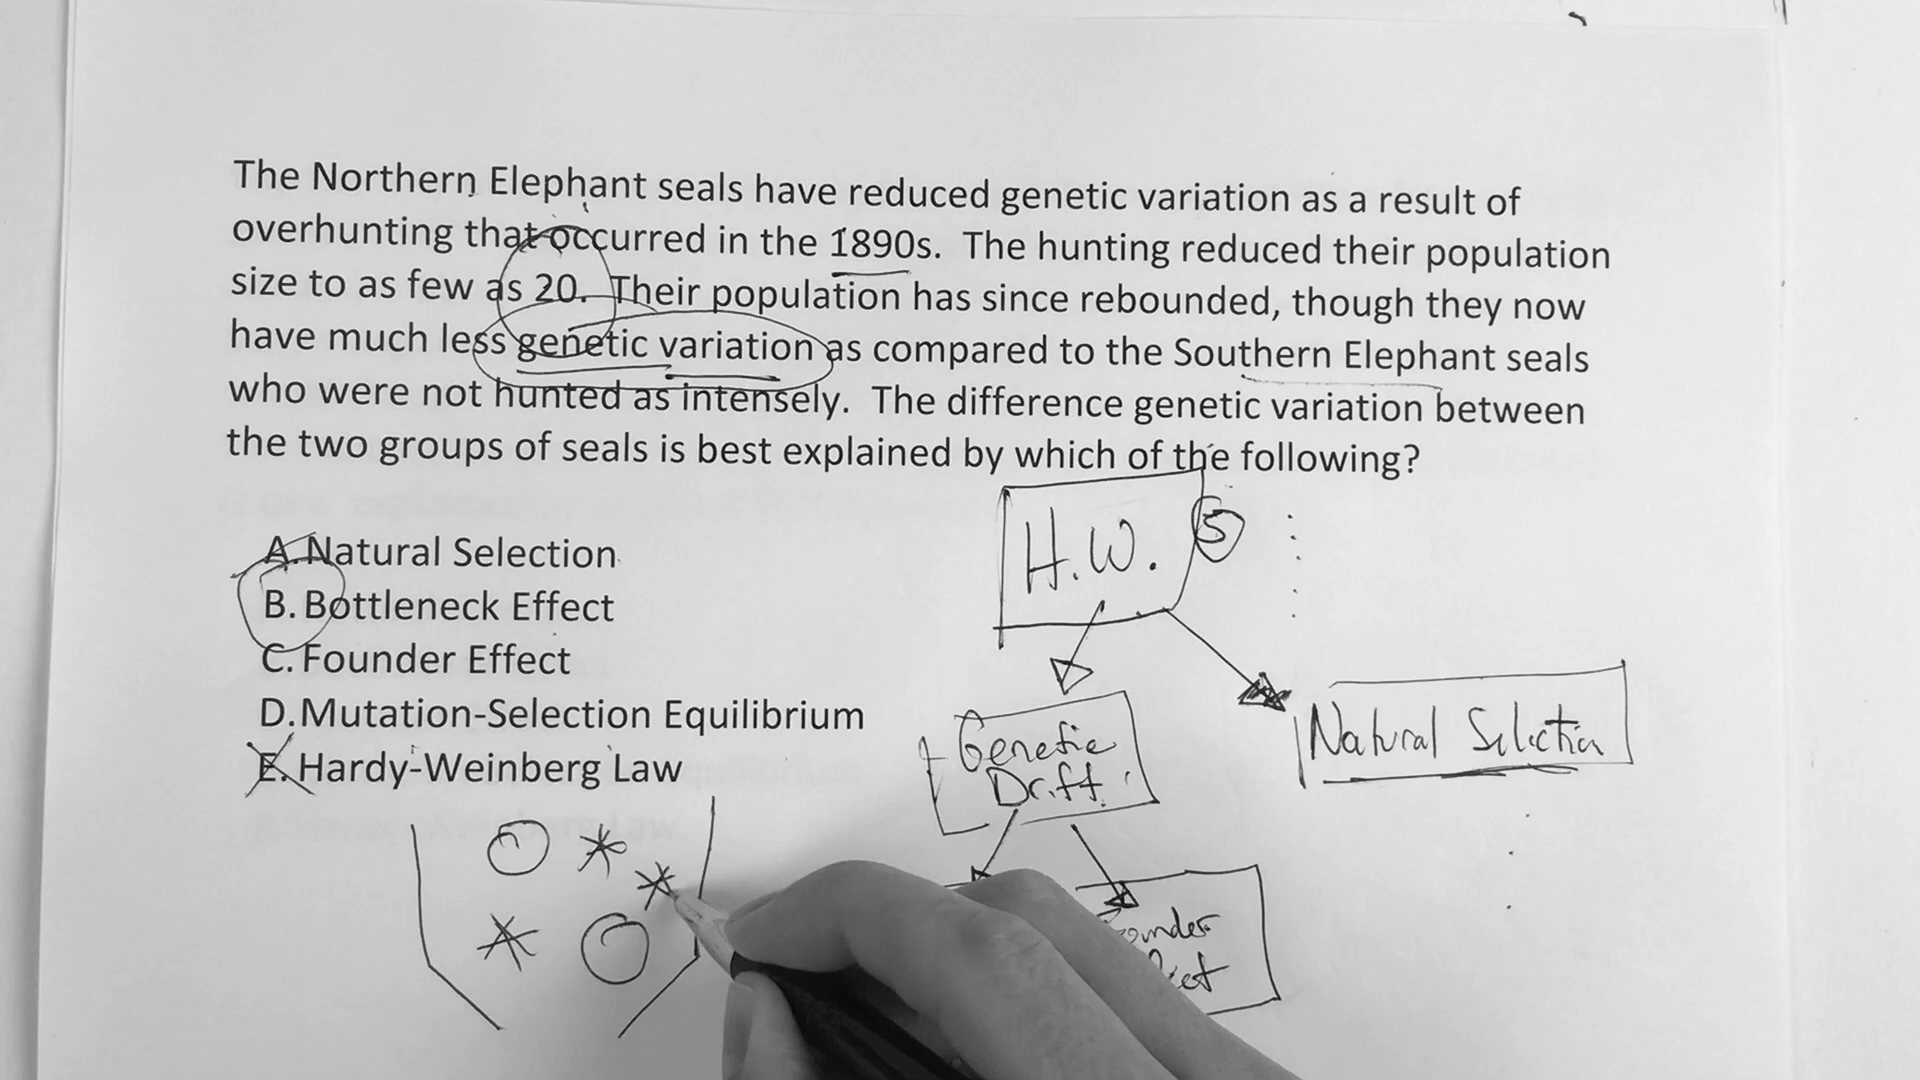 The Northern Elephant seals have reduced genetic variation as a result of
overhunting that occurred in the 1890s. The hunting reduced their population
size to as few as 20. Their population has since rebounded, though they now
have much less genetic variation as compared to the Southern Elephant seals
who were not hunted as intensely. The difference genetic variation between
the two groups of seals is best explained by which of the following?
H.W. 5
A. Natural Selection
B. Bottleneck Effect
C. Founder Effect
D. Mutation-Selection Equilibrium
E. Hardy-Weinberg Law
Natural Selection
Genetic
Drift